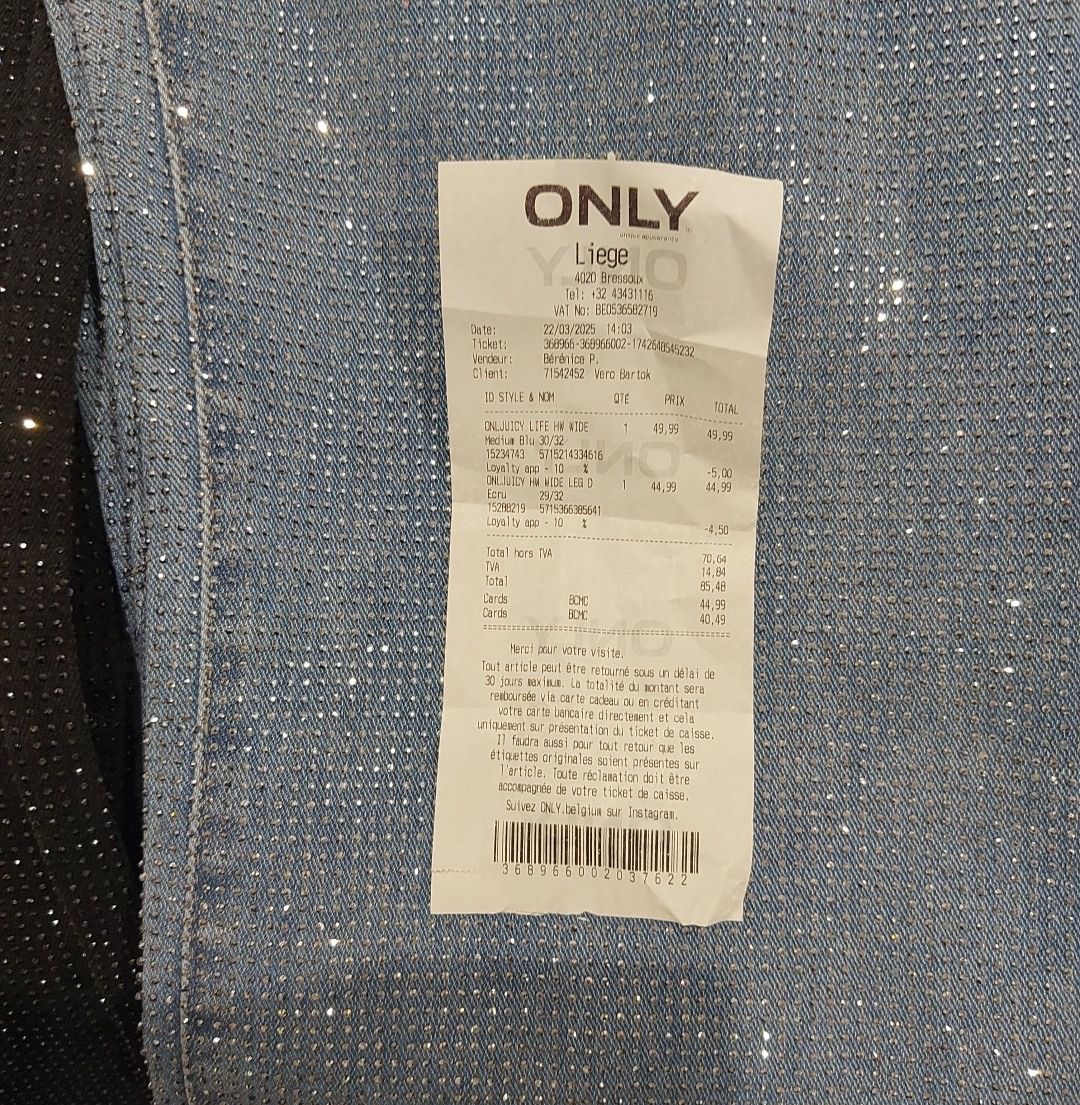 ONLY
unique appearance
Liege
4020 Bressoux
Tel: +32 43431116
VAT No: BE0536582719
Date: 22/03/2025 14:03
Ticket: 368966-368966002-1742648545232
Vendeur: Bérénice P.
Client: 71542452 Vero Bartok
ID STYLE & NOM QTÉ PRIX TOTAL
ONLJUICY LIFE HW WIDE 1 49,99 49,99
Medium Blu 30/32
15234743 5715214334616
Loyalty app - 10 % -5,00
ONLJUICY HW WIDE LEG D 1 44,99 44,99
Ecru 29/32
15288219 5715366385641
Loyalty app - 10 % -4,50
Total hors TVA 70,64
TVA 14,84
Total 85,48
Cards BCMC 44,99
Cards BCMC 40,49
Merci pour votre visite.
Tout article peut être retourné sous un délai de
30 jours maximum. La totalité du montant sera
remboursée via carte cadeau ou en créditant
votre carte bancaire directement et cela
uniquement sur présentation du ticket de caisse.
Il faudra aussi pour tout retour que les
étiquettes originales soient présentes sur
l'article. Toute réclamation doit être
accompagnée de votre ticket de caisse.
Suivez ONLY.belgium sur Instagram.
368966002037622